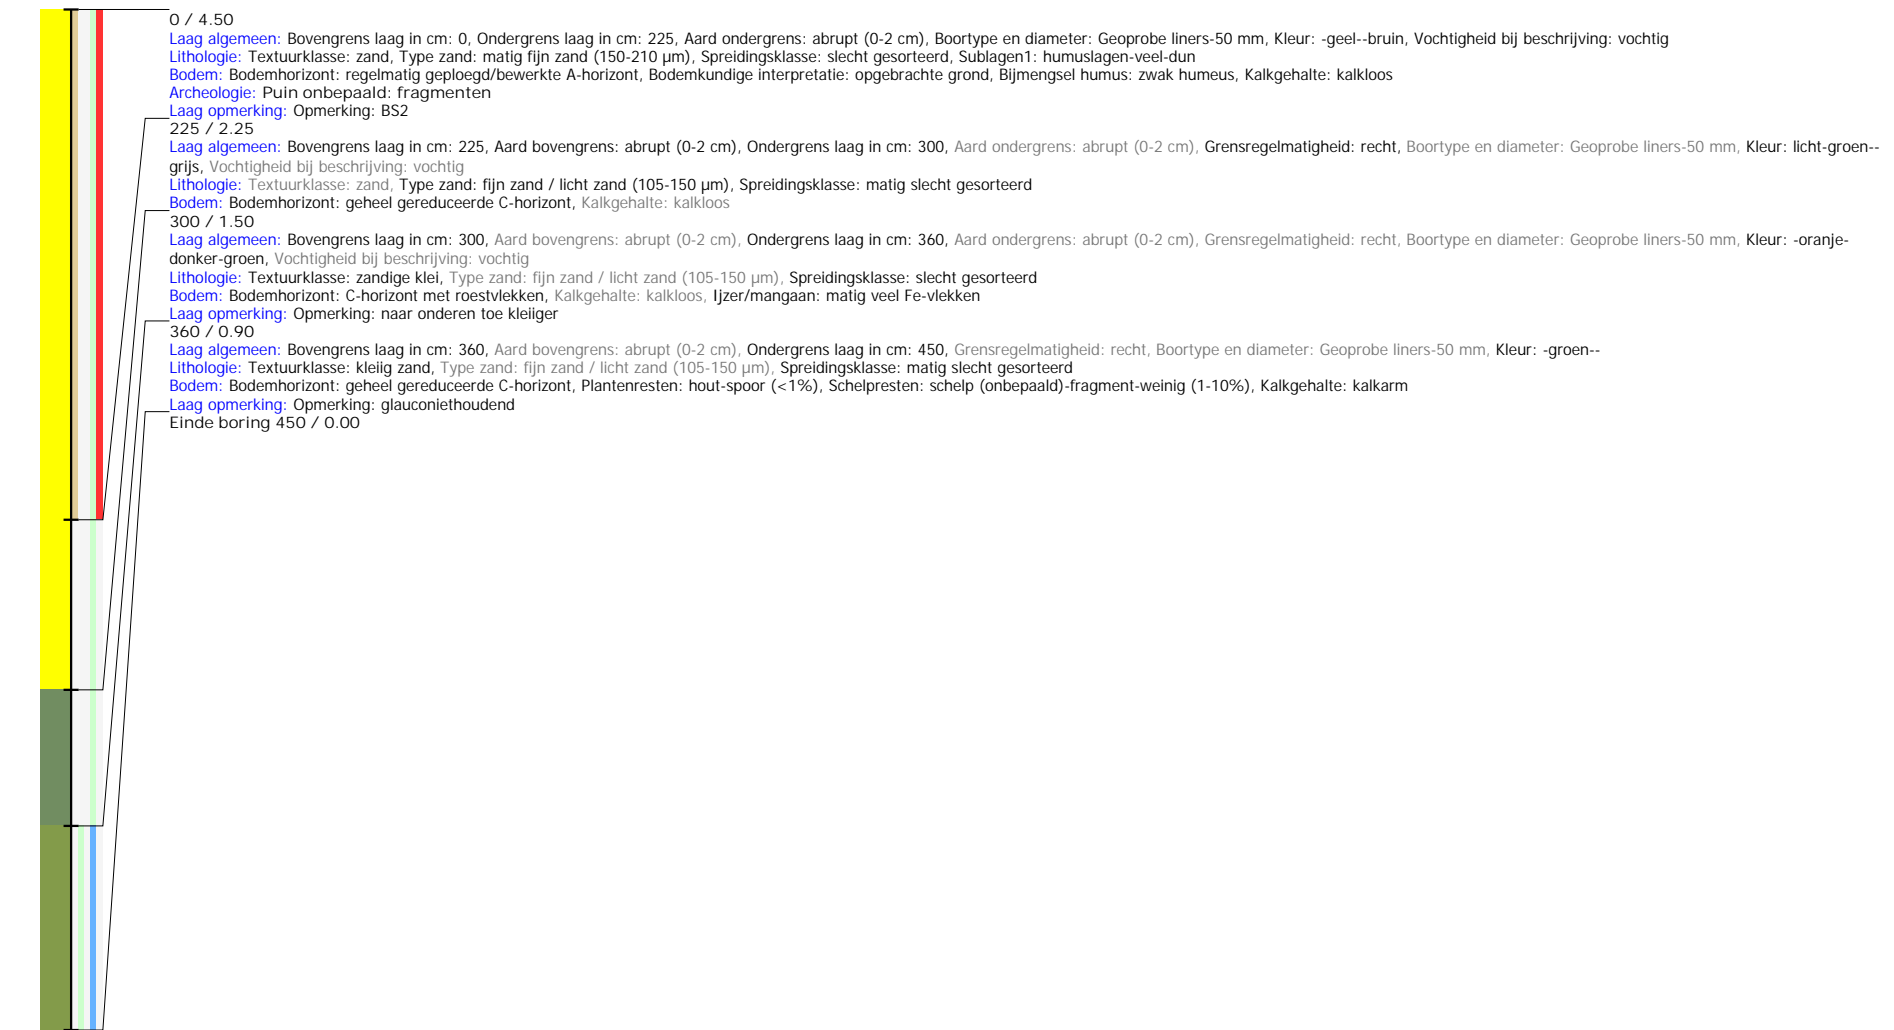 0 / 4.50
Laag algemeen: Bovengrens laag in cm: 0, Ondergrens laag in cm: 225, Aard ondergrens: abrupt (0-2 cm), Boortype en diameter: Geoprobe liners-50 mm, Kleur: -geel--bruin, Vochtigheid bij beschrijving: vochtig
Lithologie: Textuurklasse: zand, Type zand: matig fijn zand (150-210 µm), Spreidingsklasse: slecht gesorteerd, Sublagen1: humuslagen-veel-dun
Bodem: Bodemhorizont: regelmatig geploegd/bewerkte A-horizont, Bodemkundige interpretatie: opgebrachte grond, Bijmengsel humus: zwak humeus, Kalkgehalte: kalkloos
Archeologie: Puin onbepaald: fragmenten
Laag opmerking: Opmerking: BS2
225 / 2.25
Laag algemeen: Bovengrens laag in cm: 225, Aard bovengrens: abrupt (0-2 cm), Ondergrens laag in cm: 300, Aard ondergrens: abrupt (0-2 cm), Grensregelmatigheid: recht, Boortype en diameter: Geoprobe liners-50 mm, Kleur: licht-groen--
grijs, Vochtigheid bij beschrijving: vochtig
Lithologie: Textuurklasse: zand, Type zand: fijn zand / licht zand (105-150 µm), Spreidingsklasse: matig slecht gesorteerd
Bodem: Bodemhorizont: geheel gereduceerde C-horizont, Kalkgehalte: kalkloos
300 / 1.50
Laag algemeen: Bovengrens laag in cm: 300, Aard bovengrens: abrupt (0-2 cm), Ondergrens laag in cm: 360, Aard ondergrens: abrupt (0-2 cm), Grensregelmatigheid: recht, Boortype en diameter: Geoprobe liners-50 mm, Kleur: -oranje-
donker-groen, Vochtigheid bij beschrijving: vochtig
Lithologie: Textuurklasse: zandige klei, Type zand: fijn zand / licht zand (105-150 µm), Spreidingsklasse: slecht gesorteerd
Bodem: Bodemhorizont: C-horizont met roestvlekken, Kalkgehalte: kalkloos, Ijzer/mangaan: matig veel Fe-vlekken
Laag opmerking: Opmerking: naar onderen toe kleiiger
360 / 0.90
Laag algemeen: Bovengrens laag in cm: 360, Aard bovengrens: abrupt (0-2 cm), Ondergrens laag in cm: 450, Grensregelmatigheid: recht, Boortype en diameter: Geoprobe liners-50 mm, Kleur: -groen--
Lithologie: Textuurklasse: kleiig zand, Type zand: fijn zand / licht zand (105-150 µm), Spreidingsklasse: matig slecht gesorteerd
Bodem: Bodemhorizont: geheel gereduceerde C-horizont, Plantenresten: hout-spoor (<1%), Schelpresten: schelp (onbepaald)-fragment-weinig (1-10%), Kalkgehalte: kalkarm
Laag opmerking: Opmerking: glauconiethoudend
Einde boring 450 / 0.00